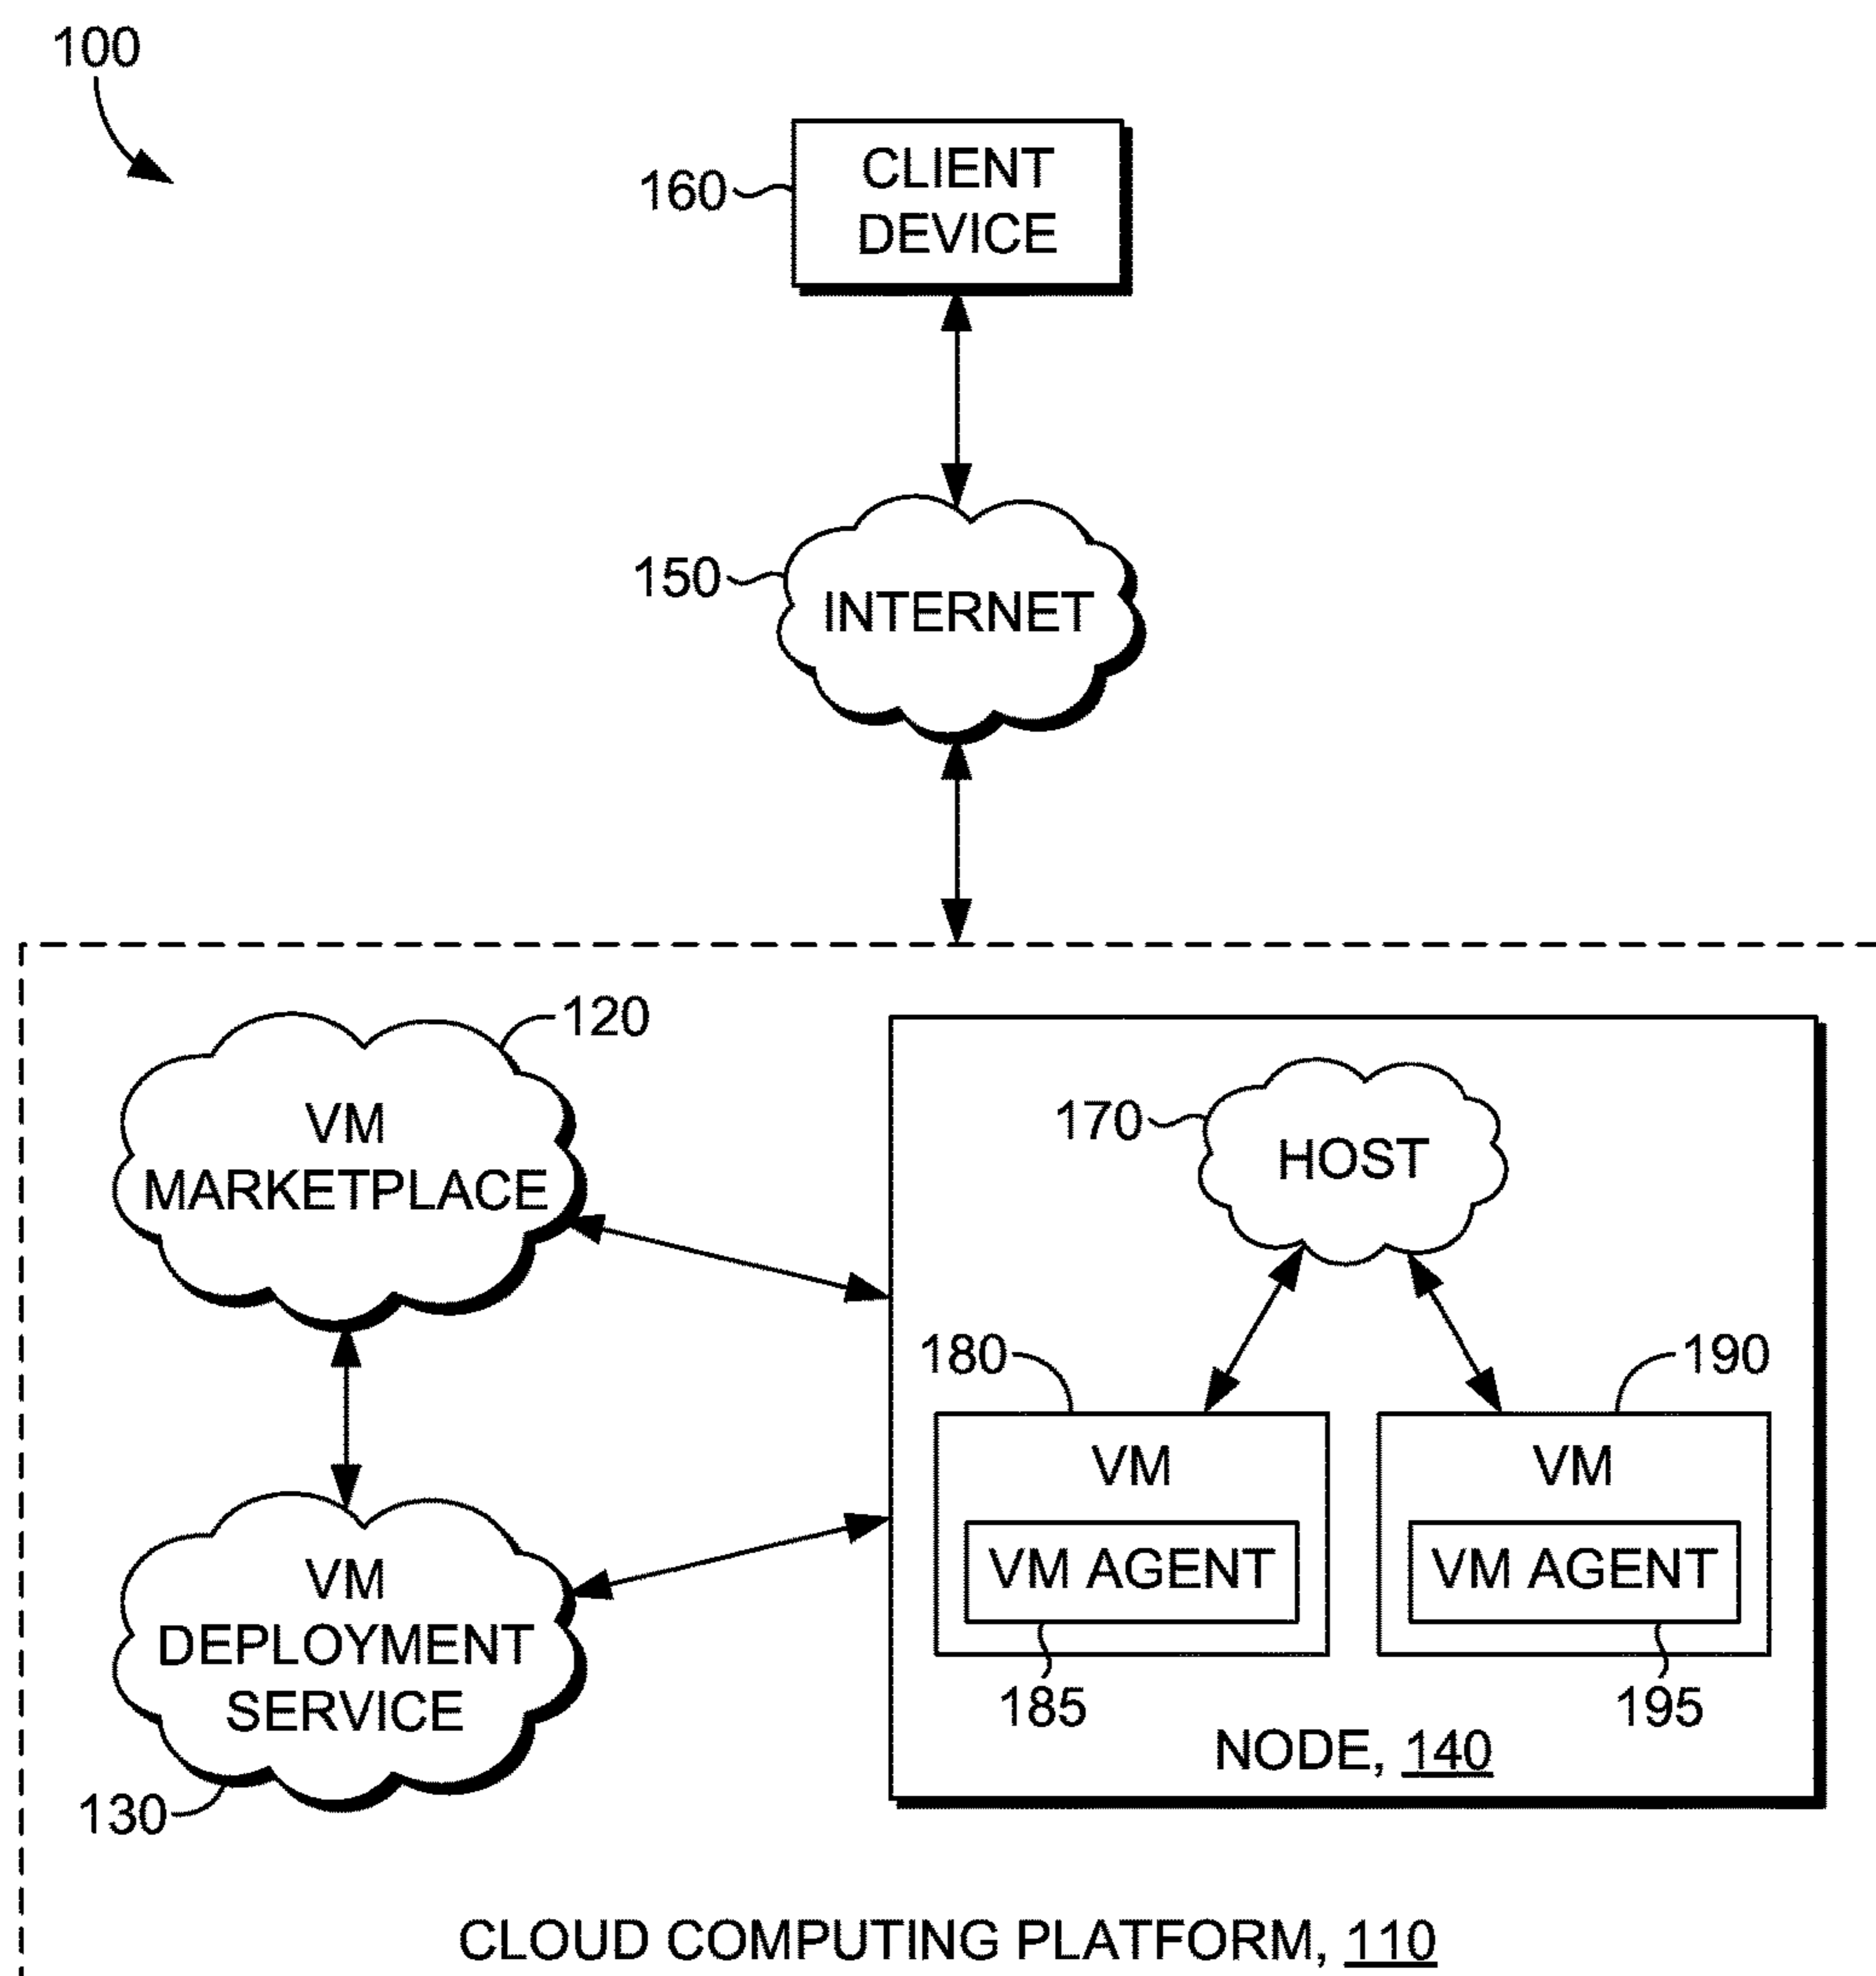 100
160
CLIENT
DEVICE
150
INTERNET
120
VM
MARKETPLACE
170
HOST
180
190
VM
VM AGENT
185
VM
VM AGENT
195
NODE, 140
VM
DEPLOYMENT
SERVICE
130
CLOUD COMPUTING PLATFORM, 110